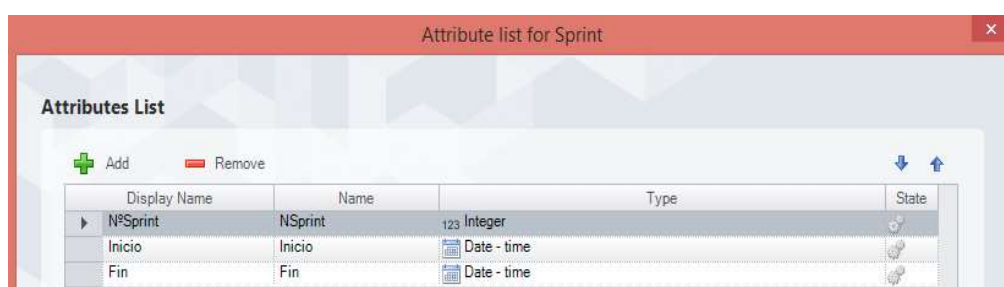 Attribute list for Sprint
Attributes List
Add Remove
Display Name Name Type State
NºSprint NSprint 123 Integer
Inicio Inicio Date - time
Fin Fin Date - time